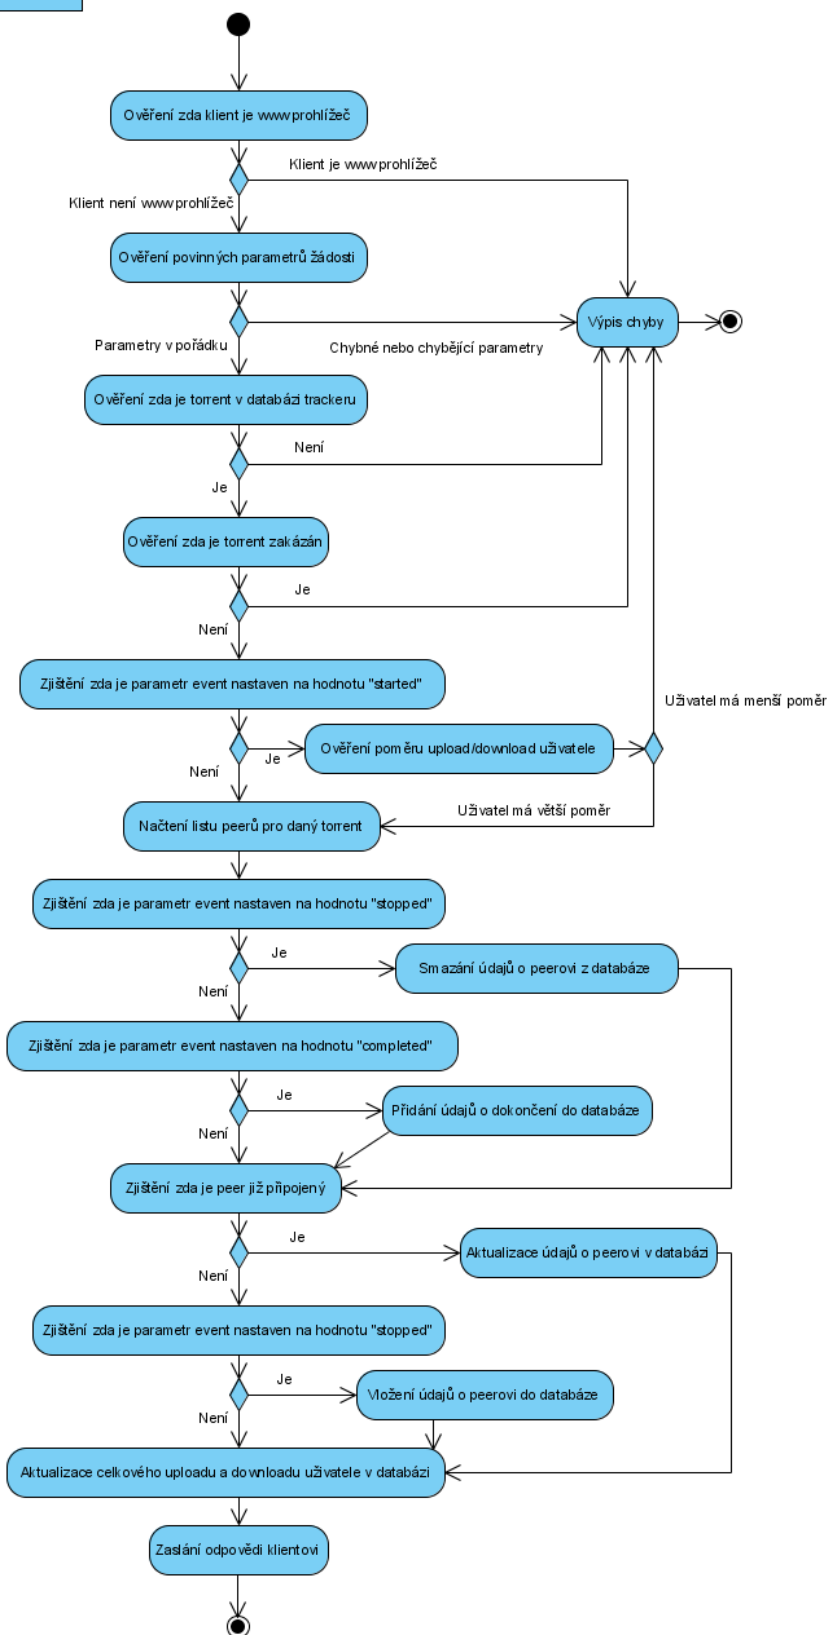 Ověření zda klient je www prohlížeč
Klient je www prohlížeč
Klient není www prohlížeč
Ověření povinných parametrů žádosti
Výpis chyby
Parametry v pořádku
Chybné nebo chybějící parametry
Ověření zda je torrent v databázi trackeru
Není
Je
Ověření zda je torrent zakázán
Je
Není
Zjištění zda je parametr event nastaven na hodnotu "started"
Uživatel má menší poměr
Ověření poměru upload/download uživatele
Je
Není
Uživatel má větší poměr
Načtení listu peerů pro daný torrent
Zjištění zda je parametr event nastaven na hodnotu "stopped"
Je
Smazání údajů o peerovi z databáze
Není
Zjištění zda je parametr event nastaven na hodnotu "completed"
Je
Přidání údajů o dokončení do databáze
Není
Zjištění zda je peer již připojený
Je
Aktualizace údajů o peerovi v databázi
Není
Zjištění zda je parametr event nastaven na hodnotu "stopped"
Je
Vložení údajů o peerovi do databáze
Není
Aktualizace celkového uploadu a downloadu uživatele v databázi
Zaslání odpovědi klientovi